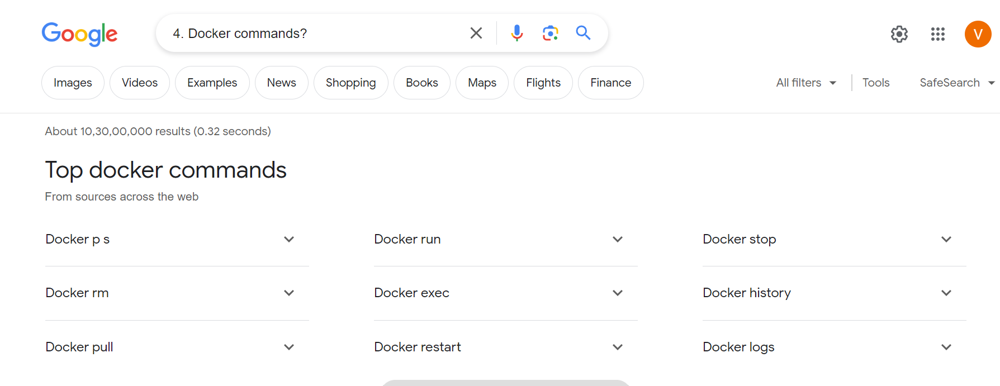 Google
4. Docker commands?
V
Images Videos Examples News Shopping Books Maps Flights Finance All filters Tools SafeSearch
About 10,30,00,000 results (0.32 seconds)
Top docker commands
From sources across the web
Docker p s Docker run Docker stop
Docker rm Docker exec Docker history
Docker pull Docker restart Docker logs